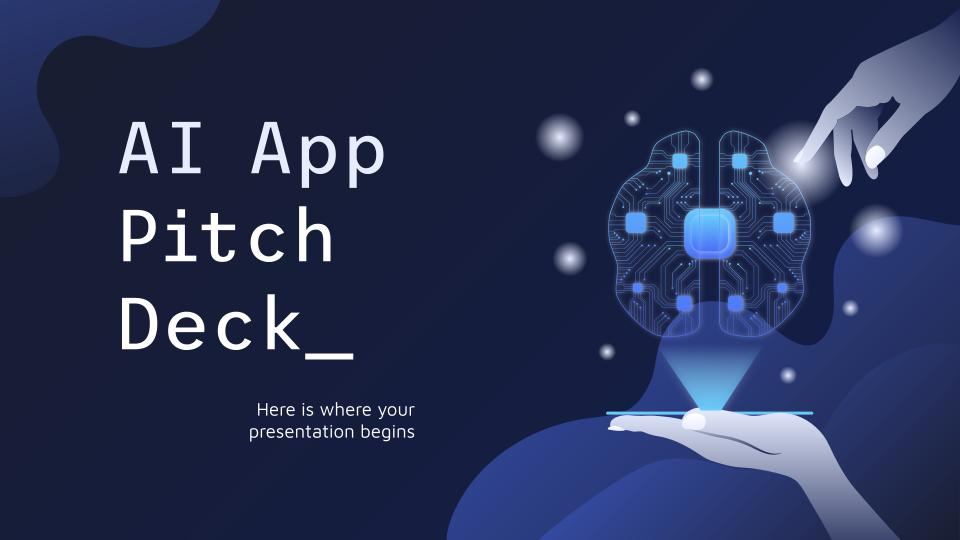 AI App
Pitch
Deck_
Here is where your
presentation begins